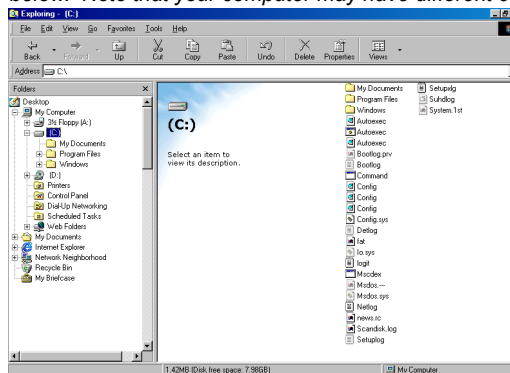 below. Note that your computer may have different
Exploring - (C:)
File Edit View Go Favorites Tools Help
Back Forward Up Cut Copy Paste Undo Delete Properties Views
Address C:\
Folders
Desktop
My Computer
3½ Floppy (A:)
(C:)
My Documents
Program Files
Windows
(D:)
Printers
Control Panel
Dial-Up Networking
Scheduled Tasks
Web Folders
My Documents
Internet Explorer
Network Neighborhood
Recycle Bin
My Briefcase
(C:)
Select an item to
view its description.
My Documents
Program Files
Windows
Autoexec
Autoexec
Autoexec
Bootlog.prv
Bootlog
Command
Config
Config
Config
Config.sys
Detlog
fat
Io.sys
logit
Mscdex
Msdos.---
Msdos.sys
Netlog
news.rc
Scandisk.log
Setuplog
Setupxlg
Suhdlog
System.1st
1.42MB (Disk free space: 7.98GB)
My Computer